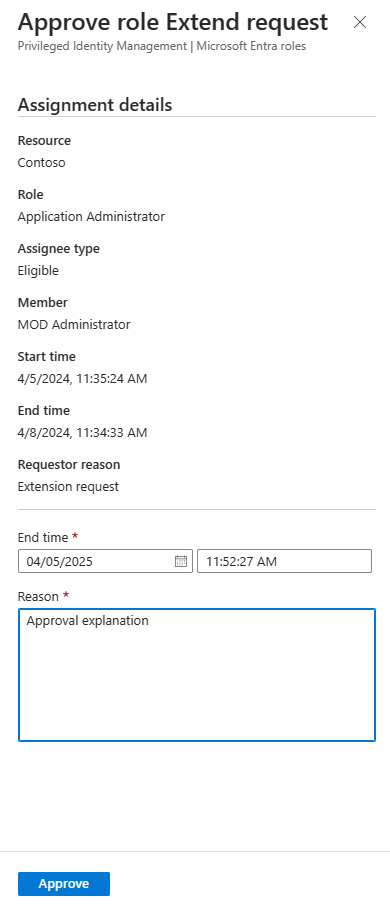 Approve role Extend request
Privileged Identity Management | Microsoft Entra roles
Assignment details
Resource
Contoso
Role
Application Administrator
Assignee type
Eligible
Member
MOD Administrator
Start time
4/5/2024, 11:35:24 AM
End time
4/8/2024, 11:34:33 AM
Requestor reason
Extension request
End time *
04/05/2025 11:52:27 AM
Reason *
Approval explanation
Approve